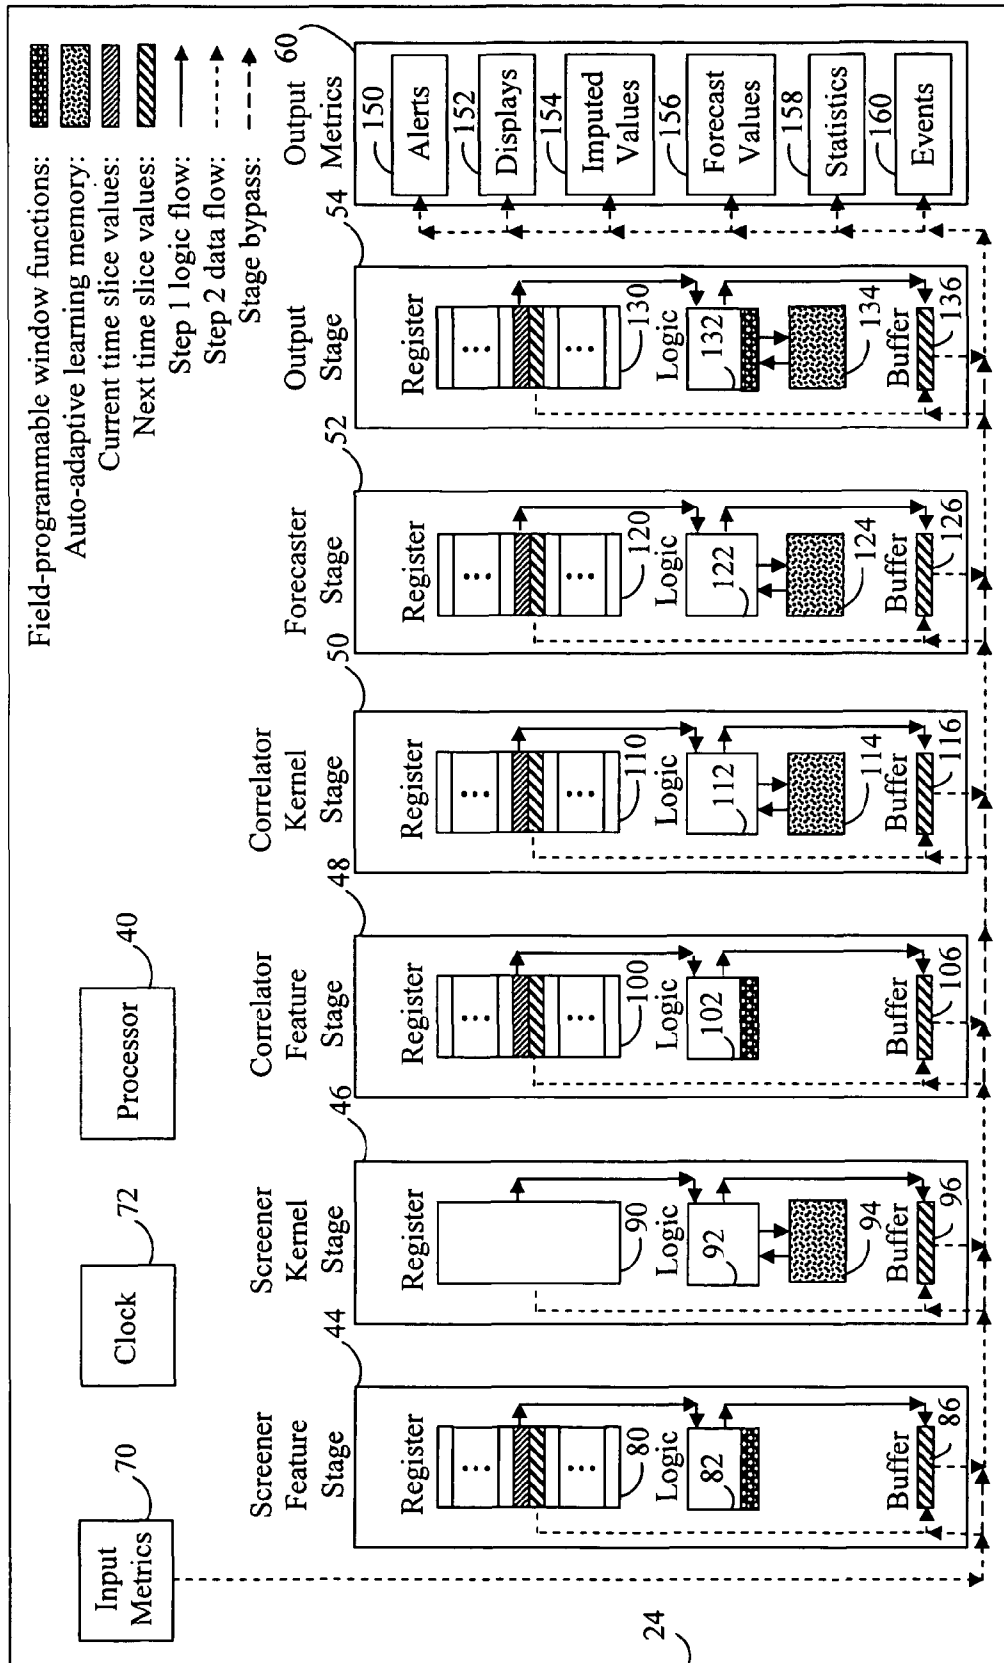 Input
Metrics
70
Clock
72
Processor
40
Field-programmable window functions:
Auto-adaptive learning memory:
Current time slice values:
Next time slice values:
Step 1 logic flow:
Step 2 data flow:
Stage bypass:
24
Screener
Feature
Stage
44
Register
...
...
80
Logic
82
Buffer
86
Screener
Kernel
Stage
46
Register
90
Logic
92
94
Buffer
96
Correlator
Feature
Stage
48
Register
...
...
100
Logic
102
Buffer
106
Correlator
Kernel
Stage
50
Register
...
...
110
Logic
112
114
Buffer
116
Forecaster
Stage
52
Register
...
...
120
Logic
122
124
Buffer
126
Output
Stage
54
Register
...
...
130
Logic
132
134
Buffer
136
Output
Metrics
60
150
Alerts
152
Displays
154
Imputed
Values
156
Forecast
Values
158
Statistics
160
Events